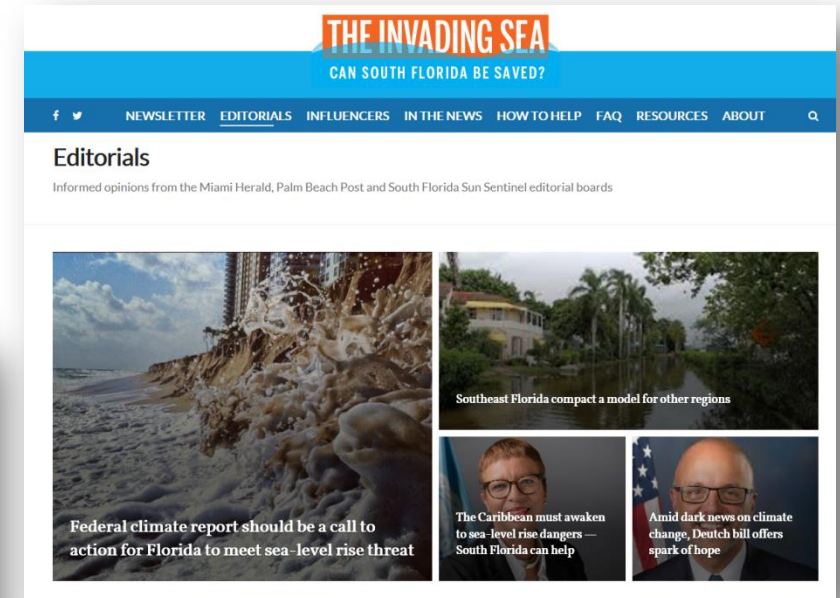 THE INVADING SEA
CAN SOUTH FLORIDA BE SAVED?
NEWSLETTER EDITORIALS INFLUENCERS IN THE NEWS HOW TO HELP FAQ RESOURCES ABOUT
Editorials
Informed opinions from the Miami Herald, Palm Beach Post and South Florida Sun Sentinel editorial boards
Federal climate report should be a call to
action for Florida to meet sea-level rise threat
Southeast Florida compact a model for other regions
The Caribbean must awaken
to sea-level rise dangers —
South Florida can help
Amid dark news on climate
change, Deutch bill offers
spark of hope